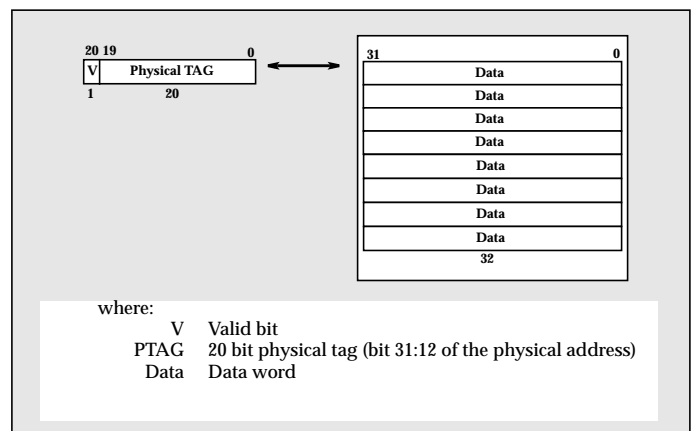 20 19 0
V Physical TAG
1 20
31 0
Data
Data
Data
Data
Data
Data
Data
Data
32
where:
V Valid bit
PTAG 20 bit physical tag (bit 31:12 of the physical address)
Data Data word